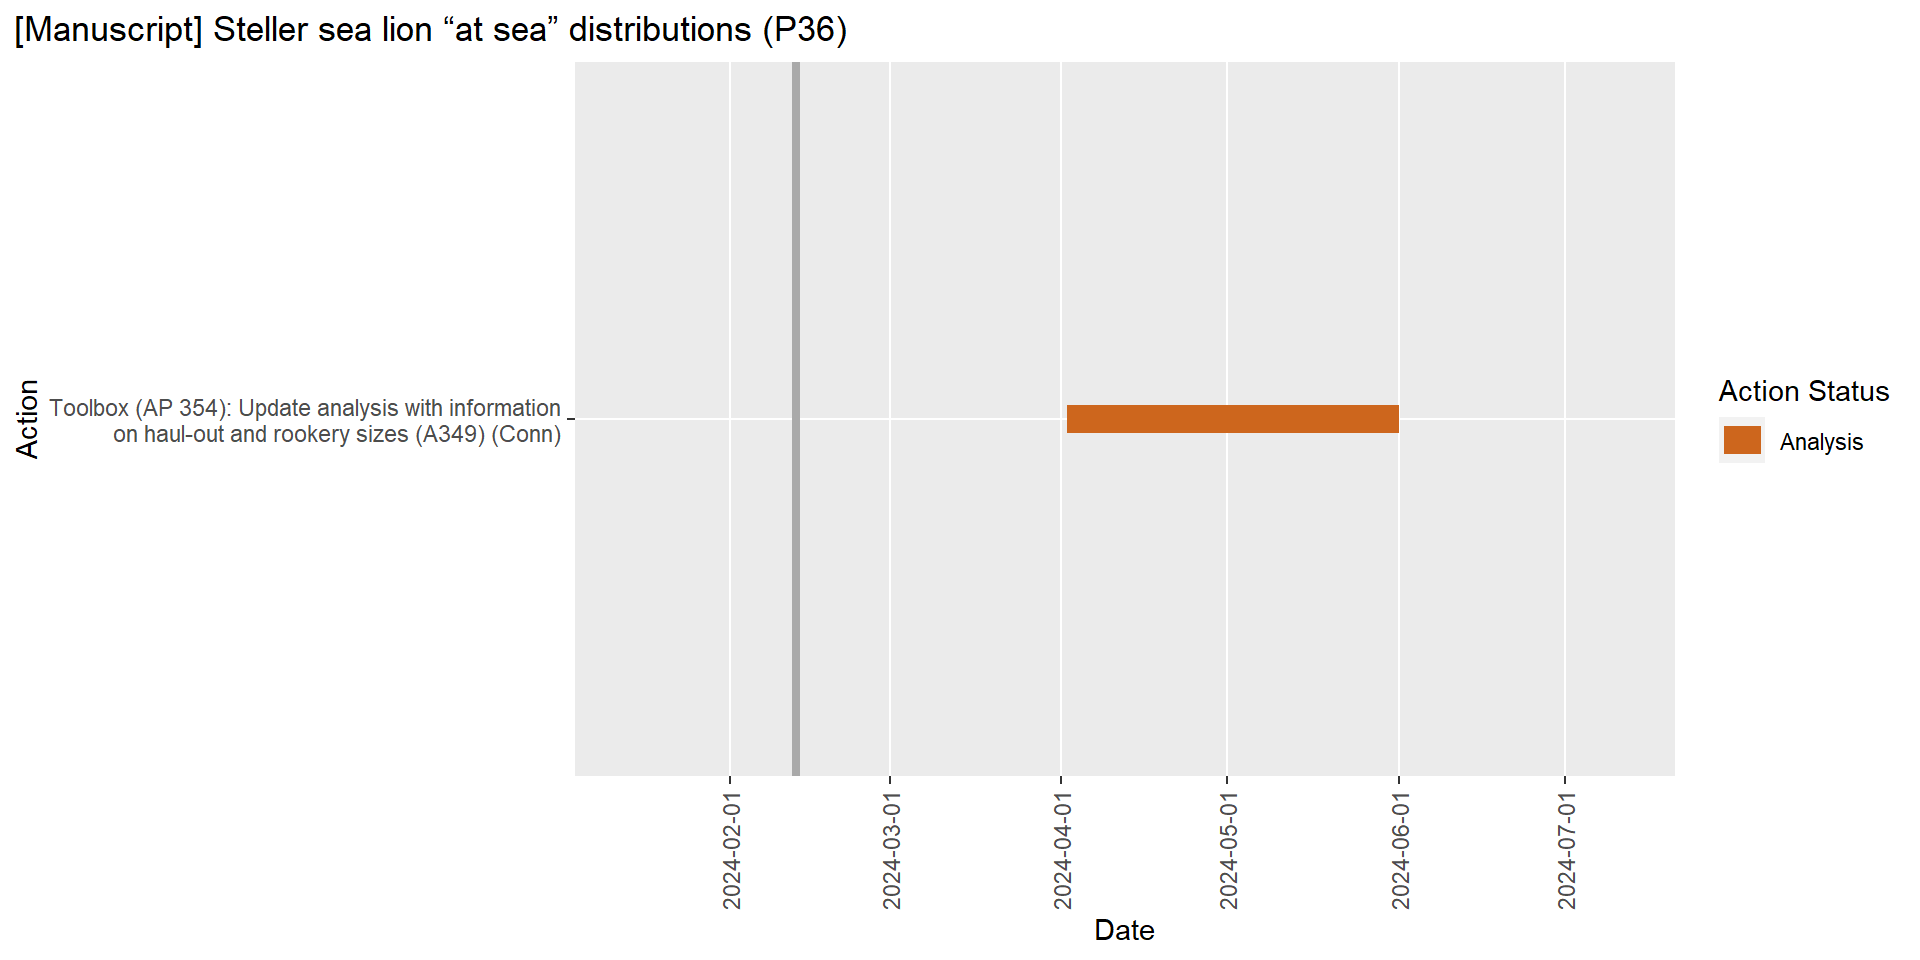 [Manuscript] Steller sea lion “at sea” distributions (P36)
Action
Toolbox (AP 354): Update analysis with information
on haul-out and rookery sizes (A349) (Conn)
Action Status
Analysis
2024-02-01
2024-03-01
2024-04-01
2024-05-01
2024-06-01
2024-07-01
Date